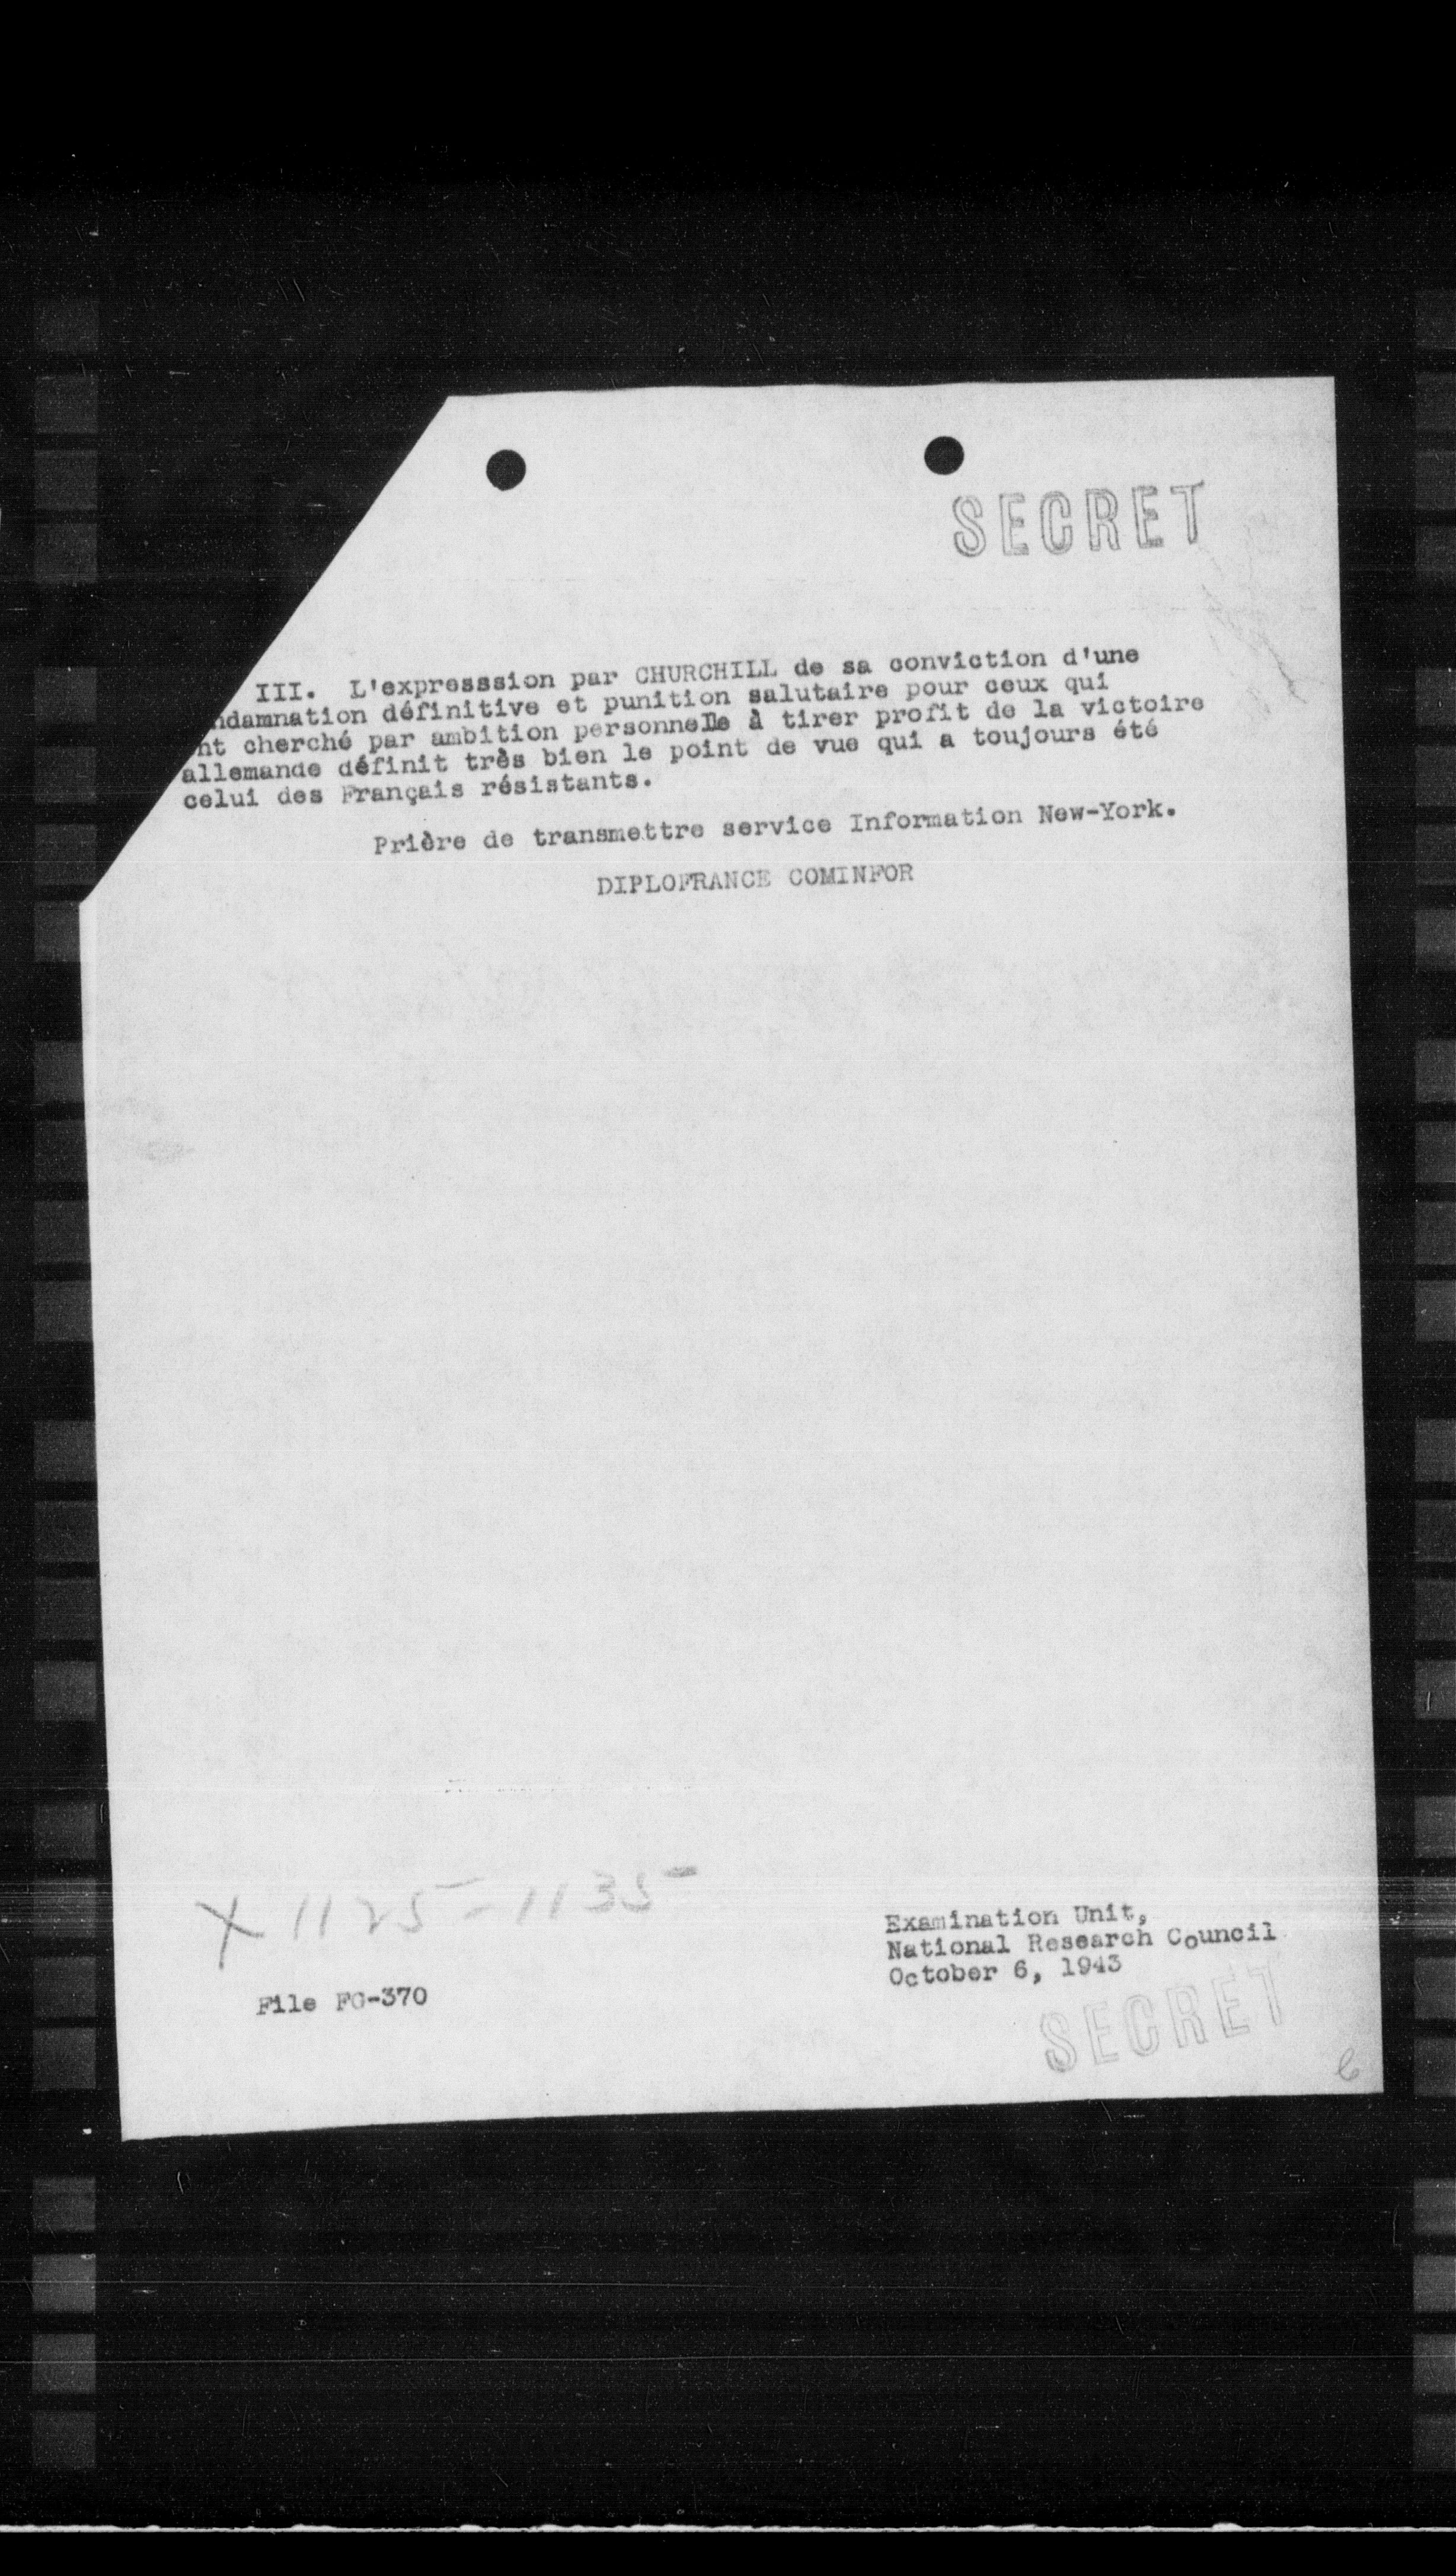 SECRET
III. L'expresssion par CHURCHILL de sa conviction d'une
ndamnation définitive et punition salutaire pour ceux qui
nt cherché par ambition personnelle à tirer profit de la victoire
allemande définit très bien le point de vue qui a toujours été
celui des Français résistants.
Prière de transmettre service Information New-York.
DIPLOFRANCE COMINFOR
X 1125-1135
Examination Unit,
National Research Council
October 6, 1943
File FC-370
SECRET